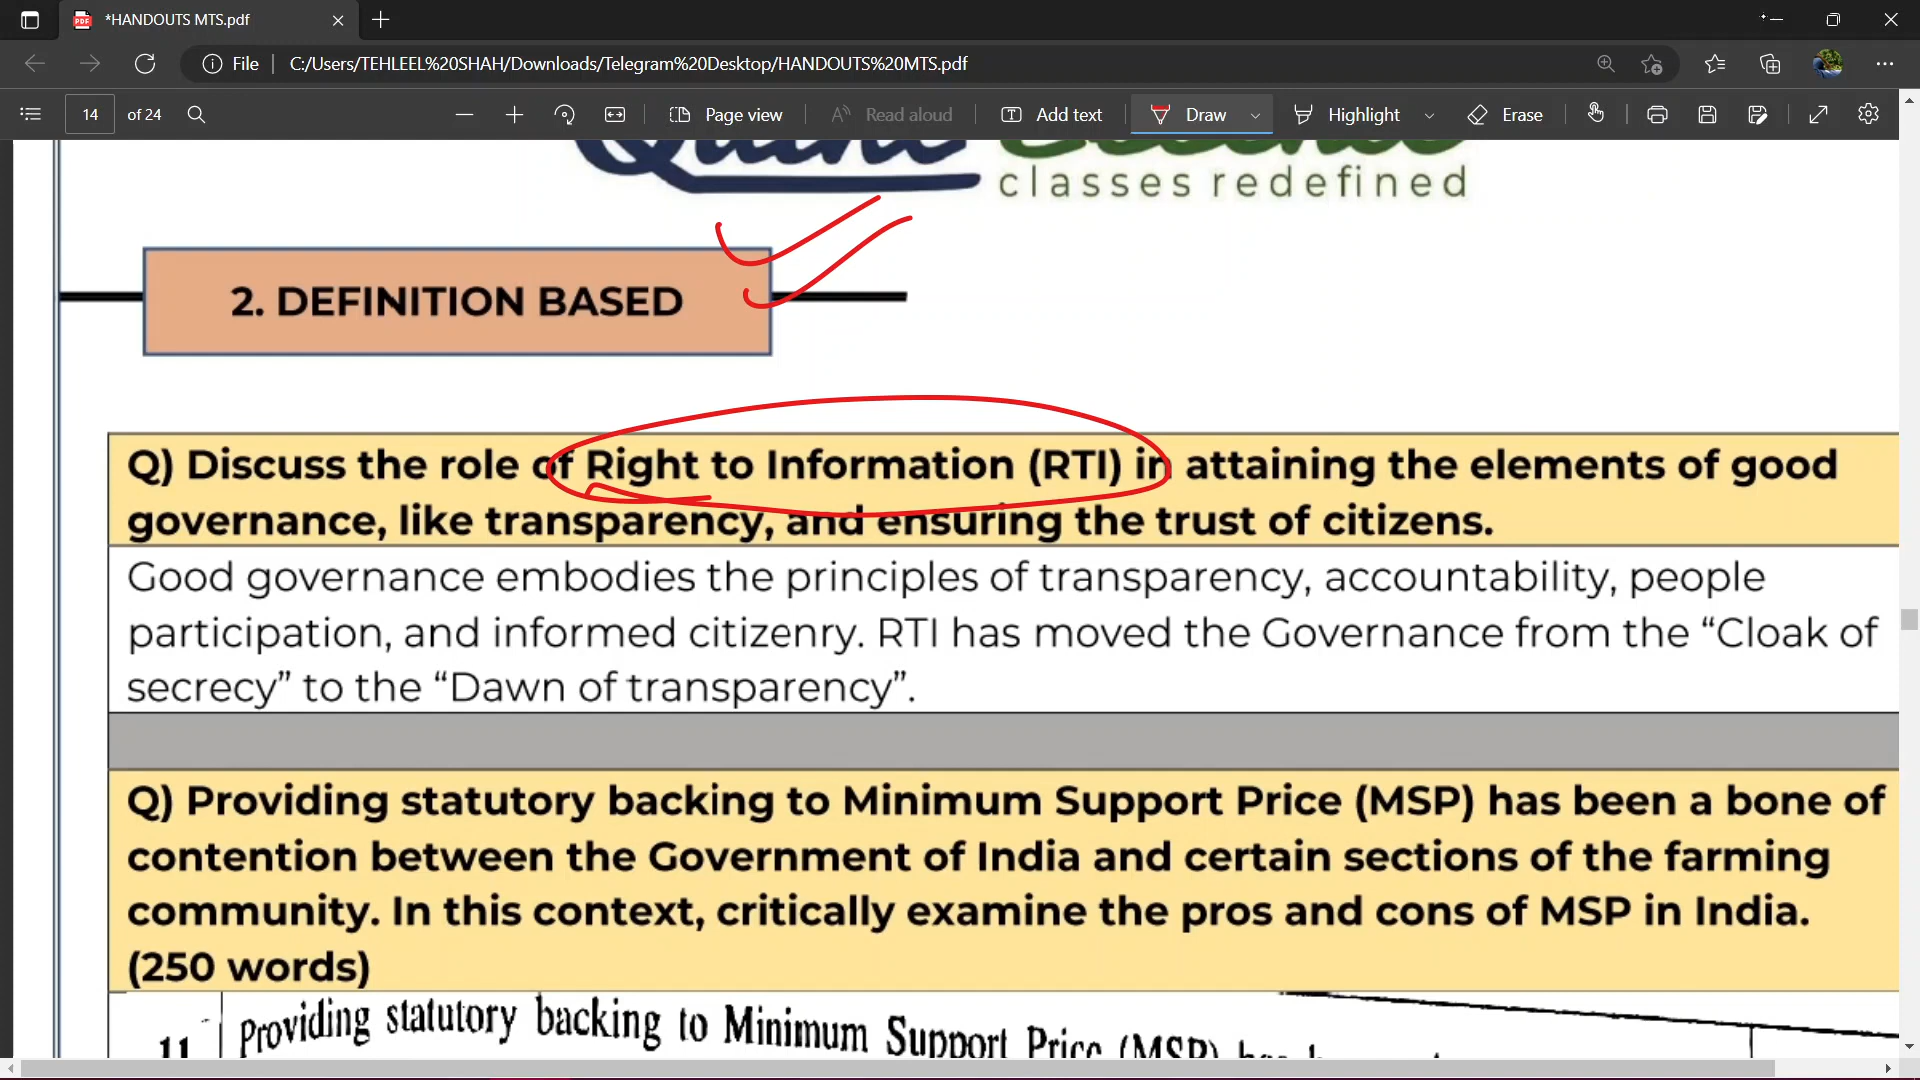 *HANDOUTS MTS.pdf
File
C:/Users/TEHLEEL%20SHAH/Downloads/Telegram%20Desktop/HANDOUTS%20MTS.pdf
14 of 24
Page view
Read aloud
Add text
Draw
Highlight
Erase
classes redefined
2. DEFINITION BASED
Q) Discuss the role of Right to Information (RTI) in attaining the elements of good
governance, like transparency, and ensuring the trust of citizens.
Good governance embodies the principles of transparency, accountability, people
participation, and informed citizenry. RTI has moved the Governance from the “Cloak of
secrecy” to the “Dawn of transparency”.
Q) Providing statutory backing to Minimum Support Price (MSP) has been a bone of
contention between the Government of India and certain sections of the farming
community. In this context, critically examine the pros and cons of MSP in India.
(250 words)
11 Providing statutory backing to Minimum Support Price (MSP)